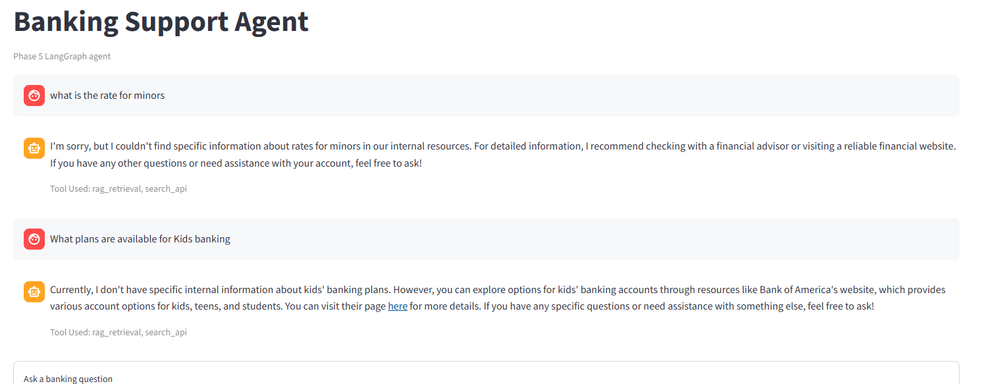 Banking Support Agent
Phase 5 LangGraph agent
what is the rate for minors
I'm sorry, but I couldn't find specific information about rates for minors in our internal resources. For detailed information, I recommend checking with a financial advisor or visiting a reliable financial website.
If you have any other questions or need assistance with your account, feel free to ask!
Tool Used: rag_retrieval, search_api
What plans are available for Kids banking
Currently, I don't have specific internal information about kids' banking plans. However, you can explore options for kids' banking accounts through resources like Bank of America's website, which provides
various account options for kids, teens, and students. You can visit their page here for more details. If you have any specific questions or need assistance with something else, feel free to ask!
Tool Used: rag_retrieval, search_api
Ask a banking question